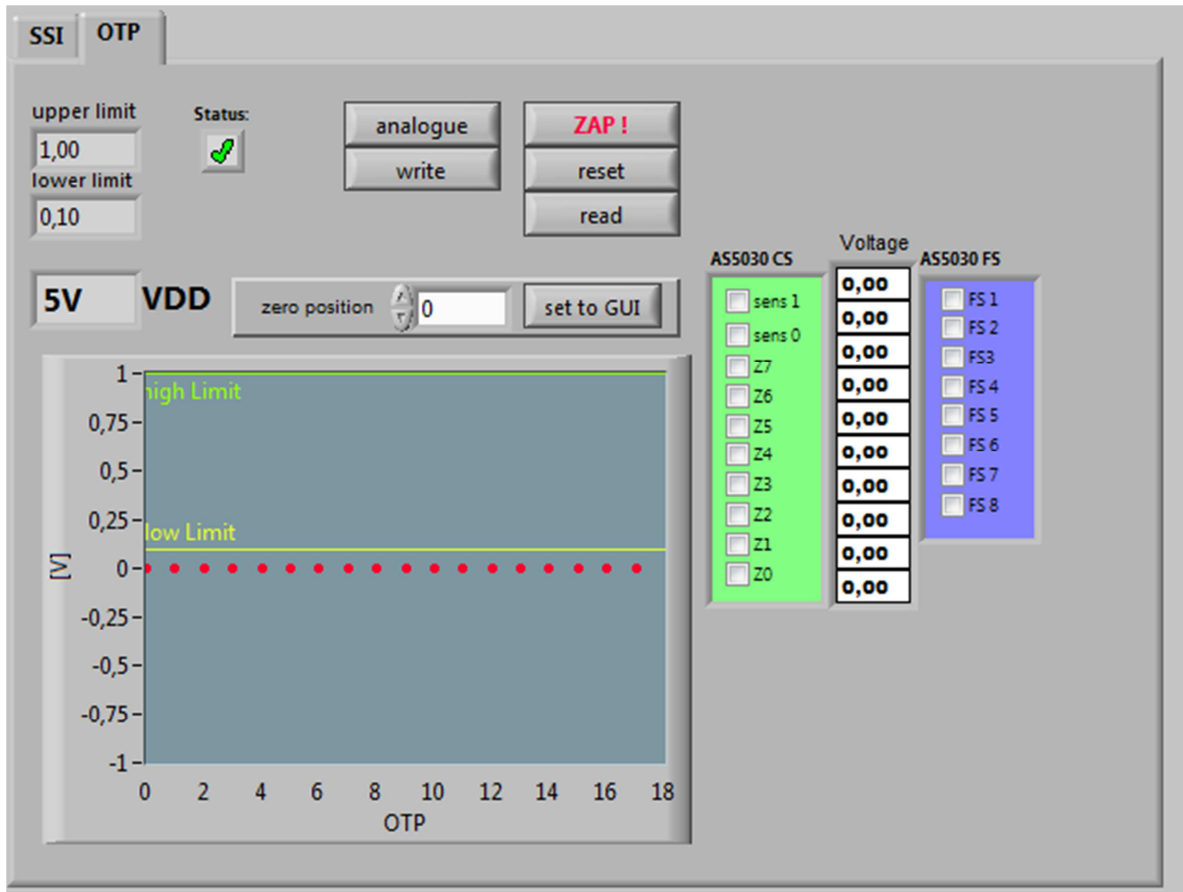 SSI
OTP
upper limit
1,00
lower limit
0,10
Status:
analogue
write
ZAP !
reset
read
5V VDD
zero position 0 set to GUI
high Limit
low Limit
[V]
1
0,75
0,5
0,25
0
-0,25
-0,5
-0,75
-1
0 2 4 6 8 10 12 14 16 18
OTP
AS5030 CS
sens 1
sens 0
Z7
Z6
Z5
Z4
Z3
Z2
Z1
Z0
Voltage
0,00
0,00
0,00
0,00
0,00
0,00
0,00
0,00
0,00
0,00
AS5030 FS
FS 1
FS 2
FS3
FS 4
FS 5
FS 6
FS 7
FS 8